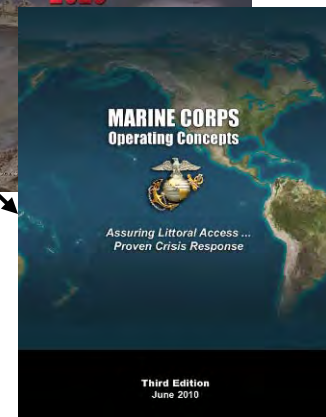 MARINE CORPS
Operating Concepts
Assuring Littoral Access ...
Proven Crisis Response
Third Edition
June 2010